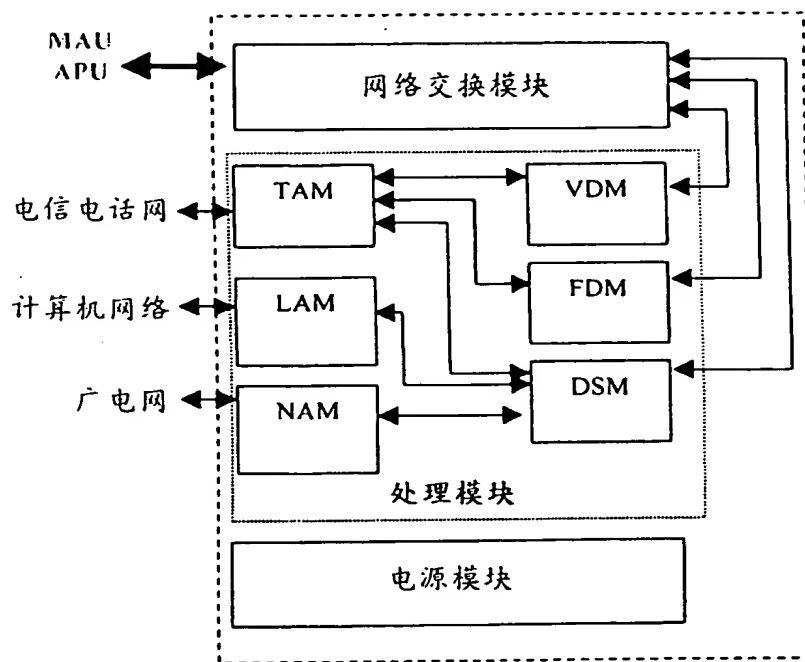 MAU
APU
网络交换模块
TAM
VDM
电信电话网
FDM
计算机网络
LAM
DSM
广电网
NAM
处理模块
电源模块